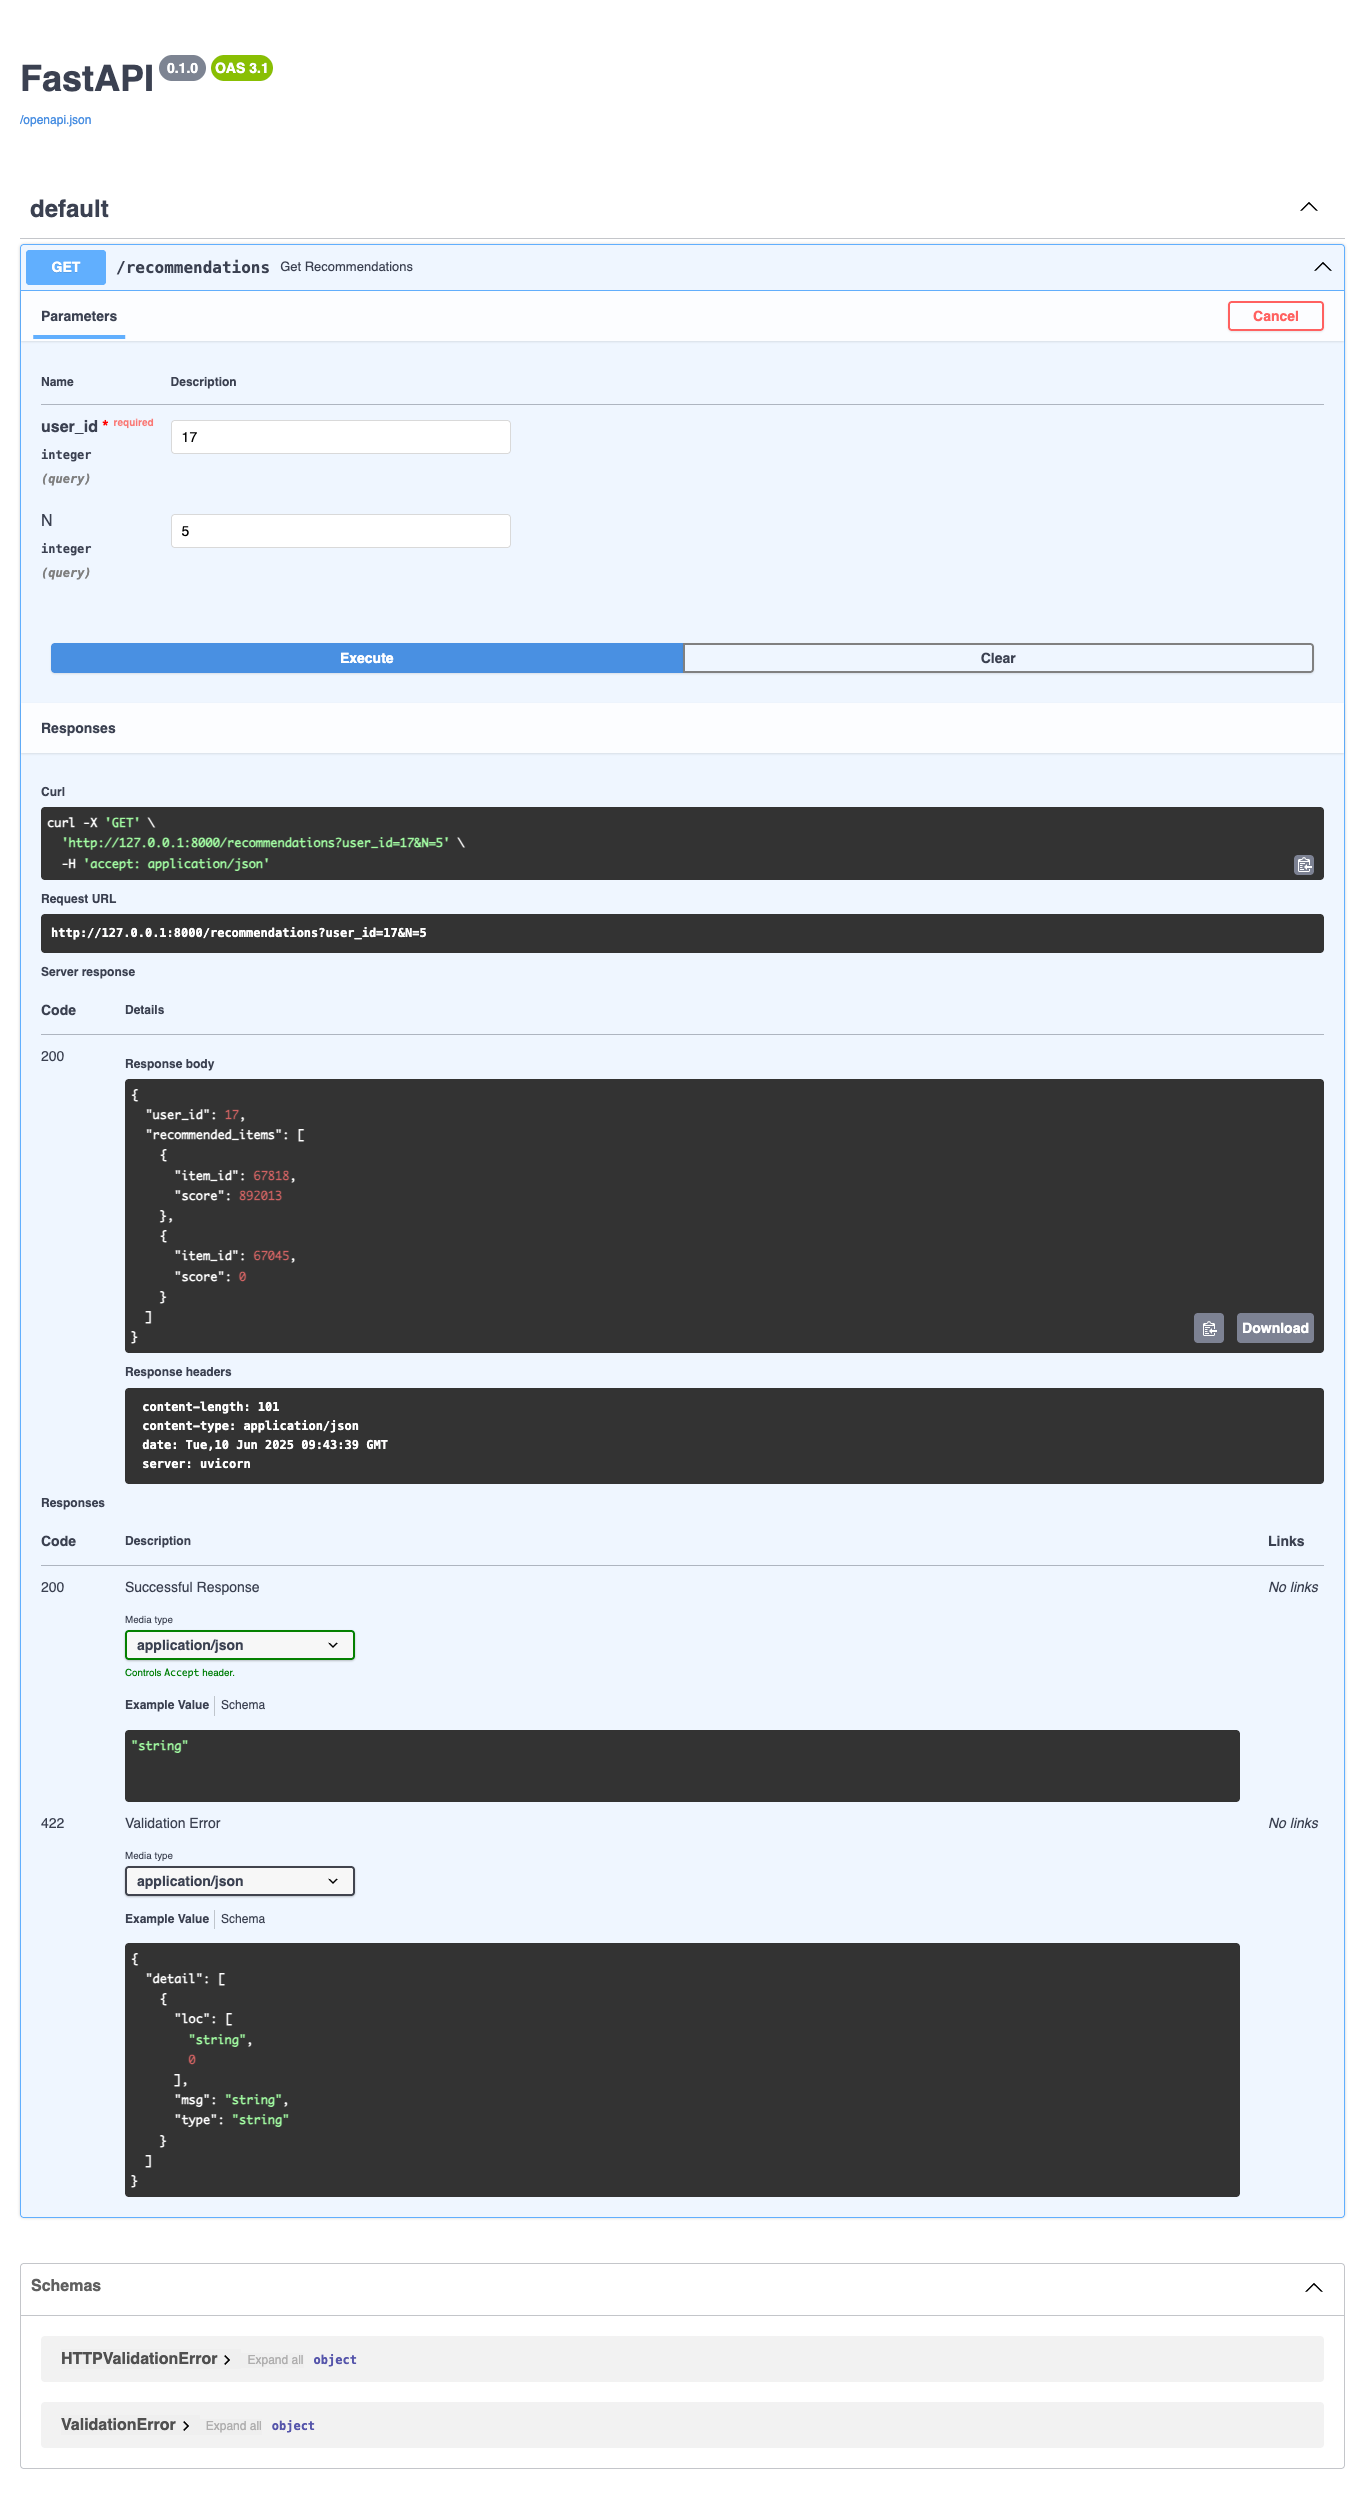 FastAPI 0.1.0 OAS 3.1
/openapi.json
default
GET /recommendations Get Recommendations
Parameters Cancel
Name Description
user_id * required 17
integer
(query)
N 5
integer
(query)
Execute Clear
Responses
Curl
curl -X 'GET' \
  'http://127.0.0.1:8000/recommendations?user_id=17&N=5' \
  -H 'accept: application/json'
Request URL
http://127.0.0.1:8000/recommendations?user_id=17&N=5
Server response
Code Details
200
Response body
{
  "user_id": 17,
  "recommended_items": [
    {
      "item_id": 67818,
      "score": 892013
    },
    {
      "item_id": 67045,
      "score": 0
    }
  ]
}
Download
Response headers
content-length: 101
content-type: application/json
date: Tue,10 Jun 2025 09:43:39 GMT
server: uvicorn
Responses
Code Description Links
200 Successful Response No links
Media type
application/json
Controls Accept header.
Example Value Schema
"string"
422 Validation Error No links
Media type
application/json
Example Value Schema
{
  "detail": [
    {
      "loc": [
        "string",
        0
      ],
      "msg": "string",
      "type": "string"
    }
  ]
}
Schemas
HTTPValidationError Expand all object
ValidationError Expand all object